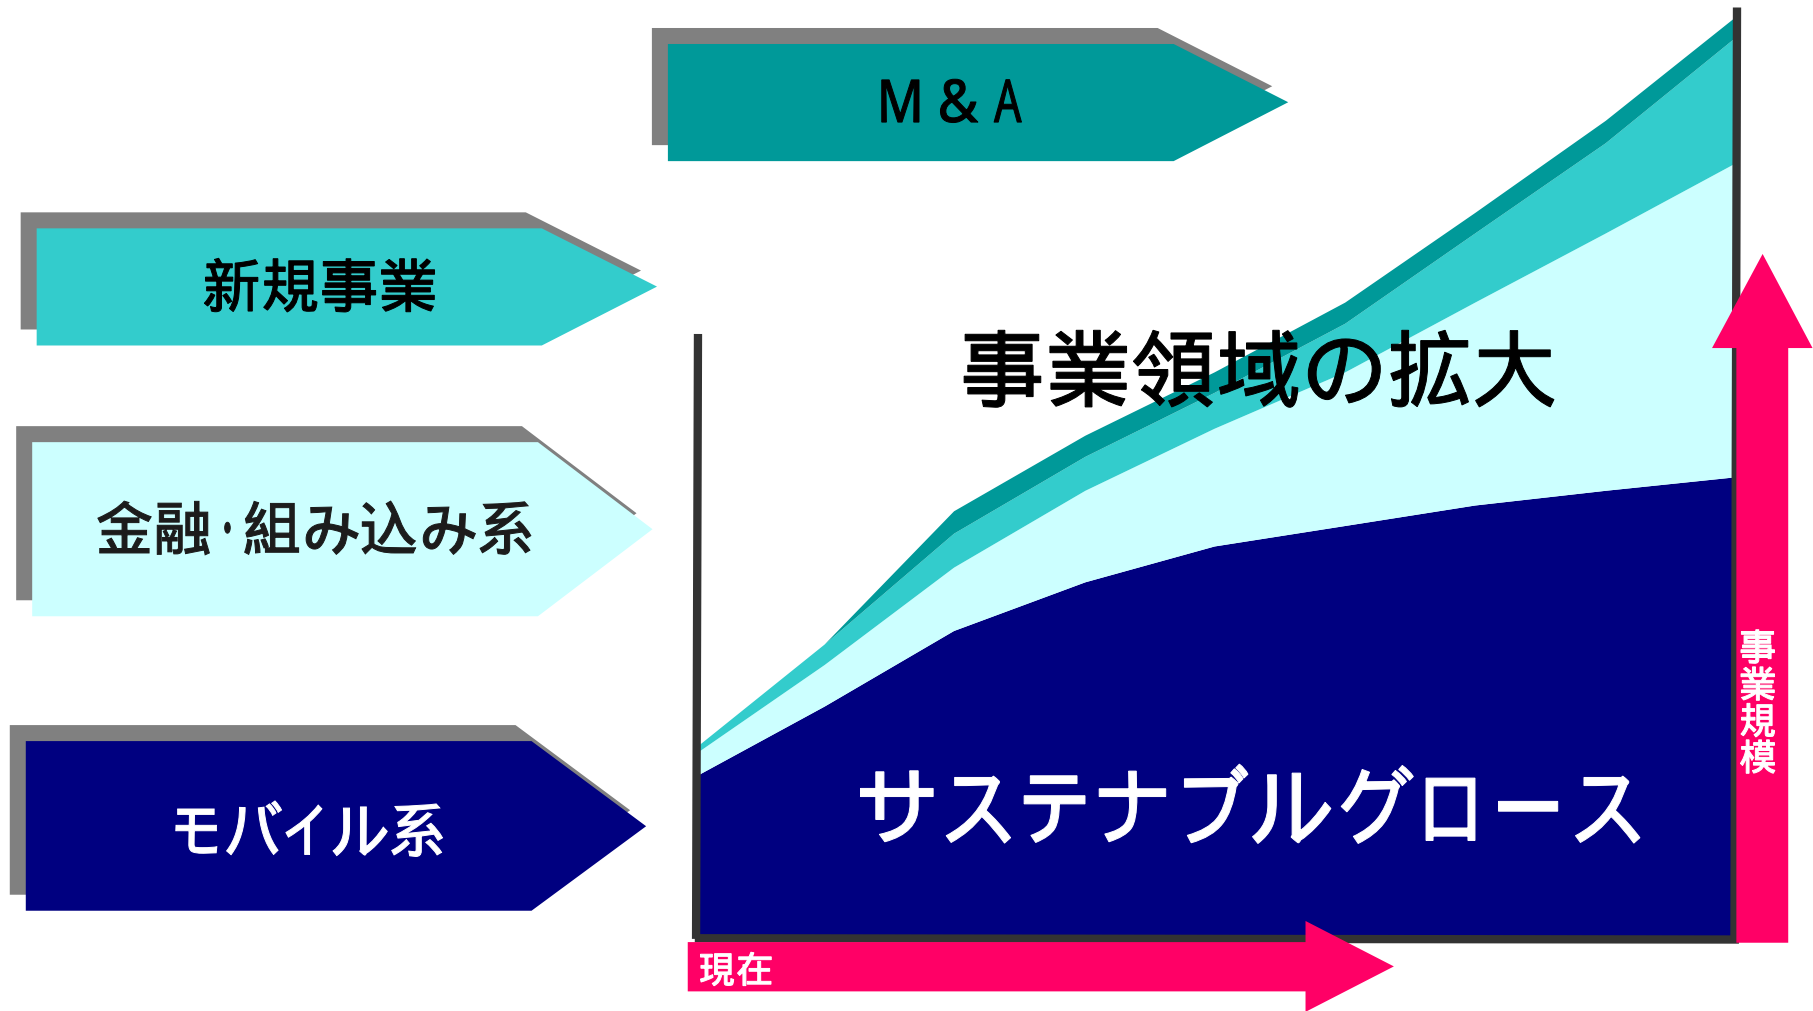 Ｍ＆Ａ
新規事業
金融･組み込み系
モバイル系
事業領域の拡大
サステナブルグロース
事業規模
現在